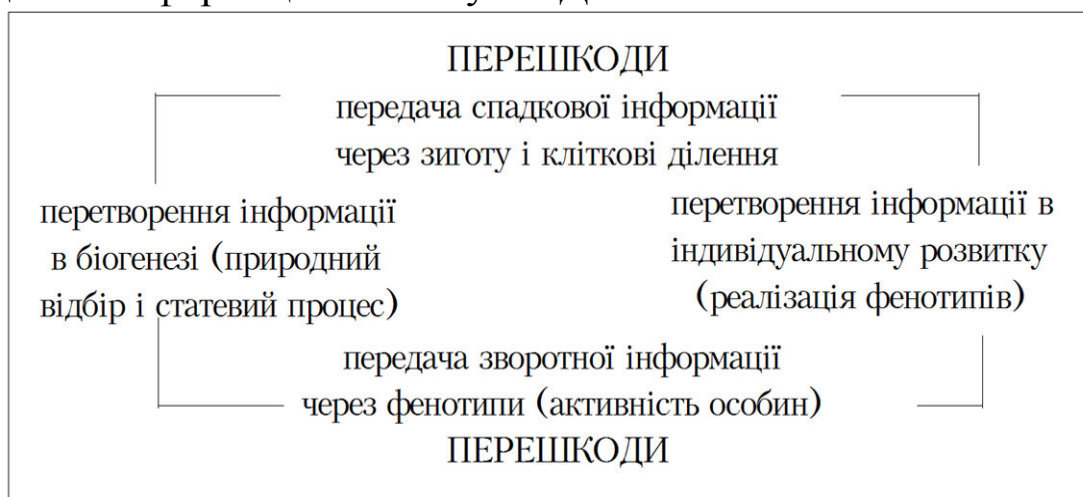 ПЕРЕШКОДИ
передача спадкової інформації
через зиготу і кліткові ділення
перетворення інформації
в біогенезі (природний
відбір і статевий процес)
перетворення інформації в
індивідуальному розвитку
(реалізація фенотипів)
передача зворотної інформації
через фенотипи (активність особин)
ПЕРЕШКОДИ